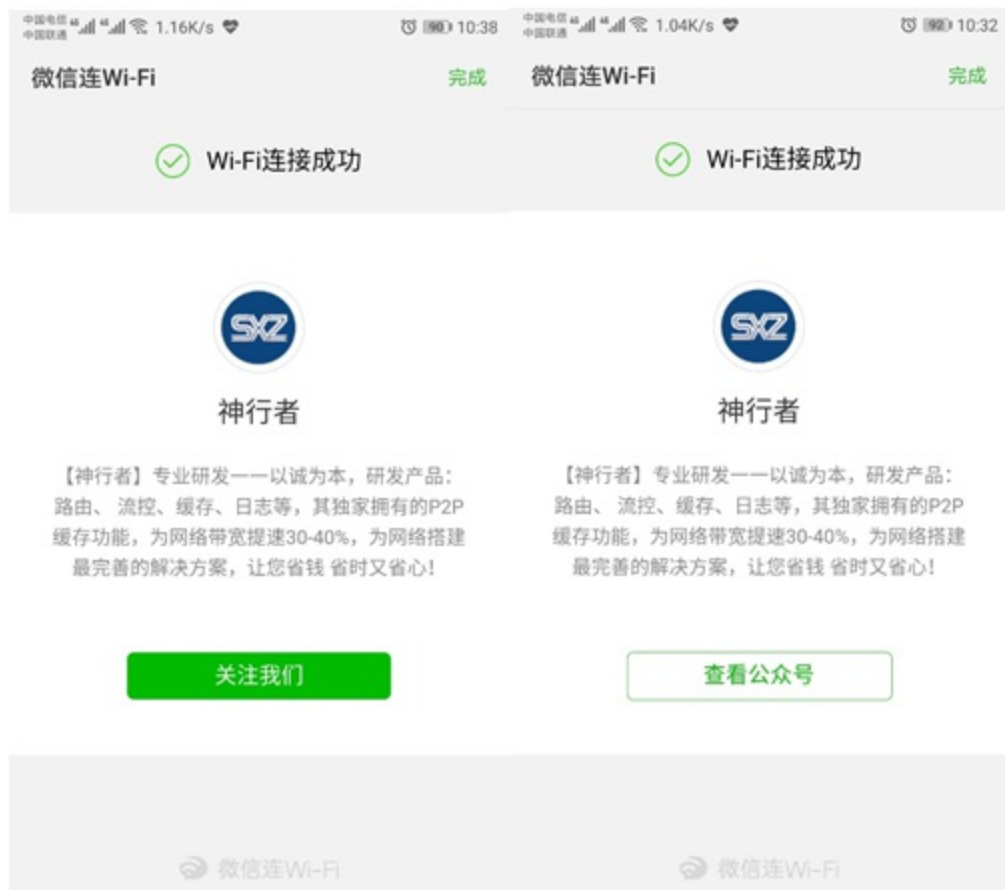 中国电信 中国联通 1.16K/s 90 10:38
微信连Wi-Fi 完成
Wi-Fi连接成功
SXZ
神行者
【神行者】专业研发一一以诚为本，研发产品：
路由、 流控、缓存、日志等，其独家拥有的P2P
缓存功能，为网络带宽提速30-40%，为网络搭建
最完善的解决方案，让您省钱 省时又省心！
关注我们
微信连Wi-Fi
中国电信 中国联通 1.04K/s 92 10:32
微信连Wi-Fi 完成
Wi-Fi连接成功
SXZ
神行者
【神行者】专业研发一一以诚为本，研发产品：
路由、 流控、缓存、日志等，其独家拥有的P2P
缓存功能，为网络带宽提速30-40%，为网络搭建
最完善的解决方案，让您省钱 省时又省心！
查看公众号
微信连Wi-Fi